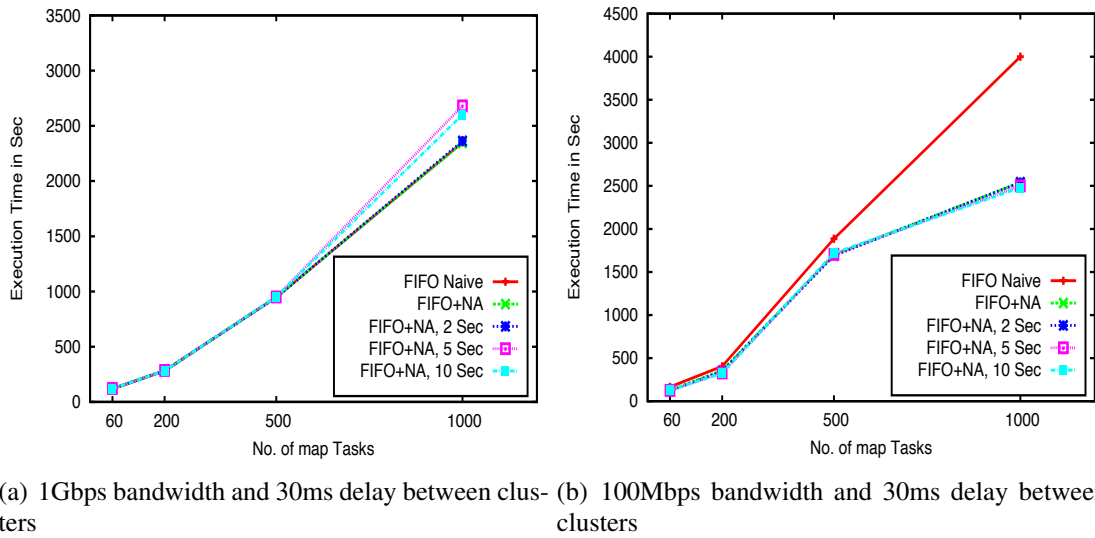 3500
3000
2500
2000
1500
1000
500
0
Execution Time in Sec
60 200 500 1000
No. of map Tasks
FIFO Naive
FIFO+NA
FIFO+NA, 2 Sec
FIFO+NA, 5 Sec
FIFO+NA, 10 Sec
(a) 1Gbps bandwidth and 30ms delay between clus-
ters
4500
4000
3500
3000
2500
2000
1500
1000
500
0
Execution Time in Sec
60 200 500 1000
No. of map Tasks
FIFO Naive
FIFO+NA
FIFO+NA, 2 Sec
FIFO+NA, 5 Sec
FIFO+NA, 10 Sec
(b) 100Mbps bandwidth and 30ms delay between
clusters